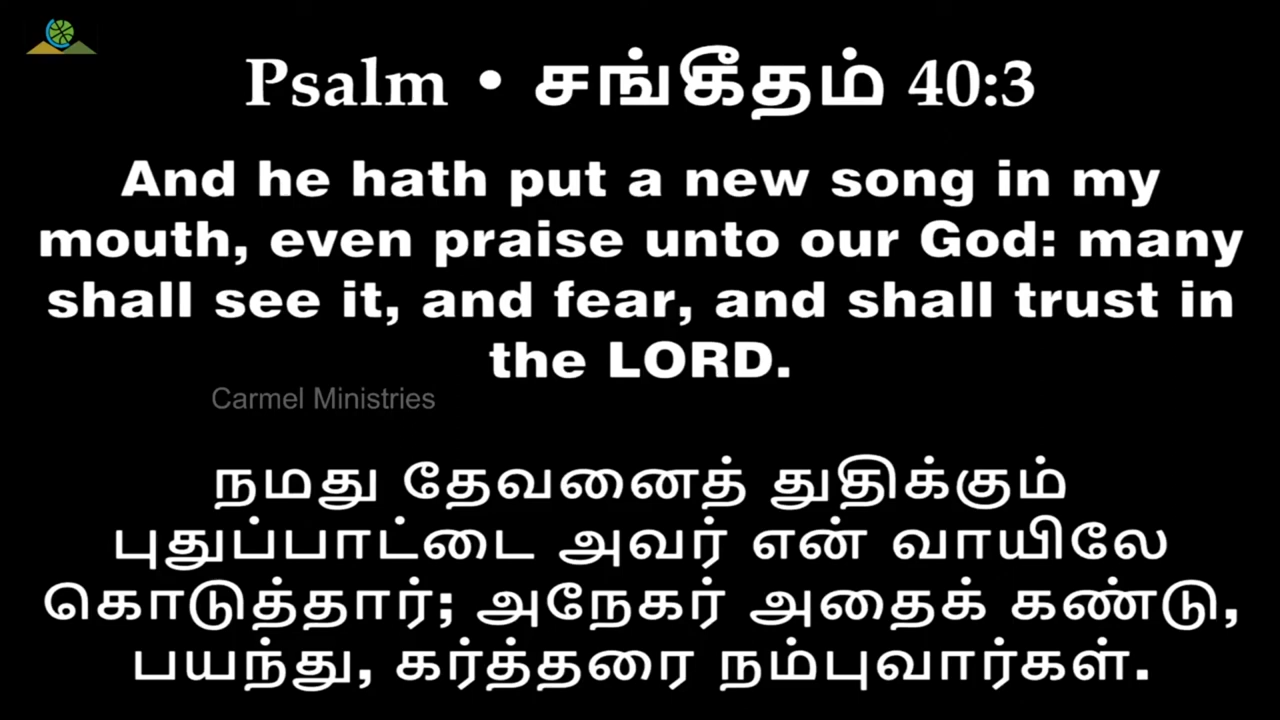 Psalm • சங்கீதம் 40:3
And he hath put a new song in my
mouth, even praise unto our God: many
shall see it, and fear, and shall trust in
the LORD.
Carmel Ministries
நமது தேவனைத் துதிக்கும்
புதுப்பாட்டை அவர் என் வாயிலே
கொடுத்தார்; அநேகர் அதைக் கண்டு,
பயந்து, கர்த்தரை நம்புவார்கள்.